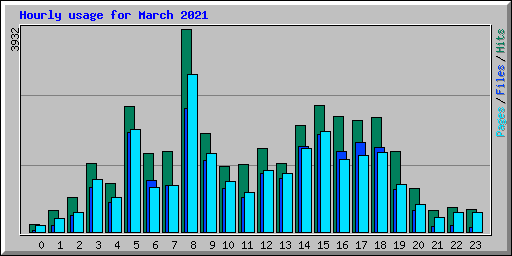 Hourly usage for March 2021
3932
Pages / Files / Hits
0 1 2 3 4 5 6 7 8 9 10 11 12 13 14 15 16 17 18 19 20 21 22 23